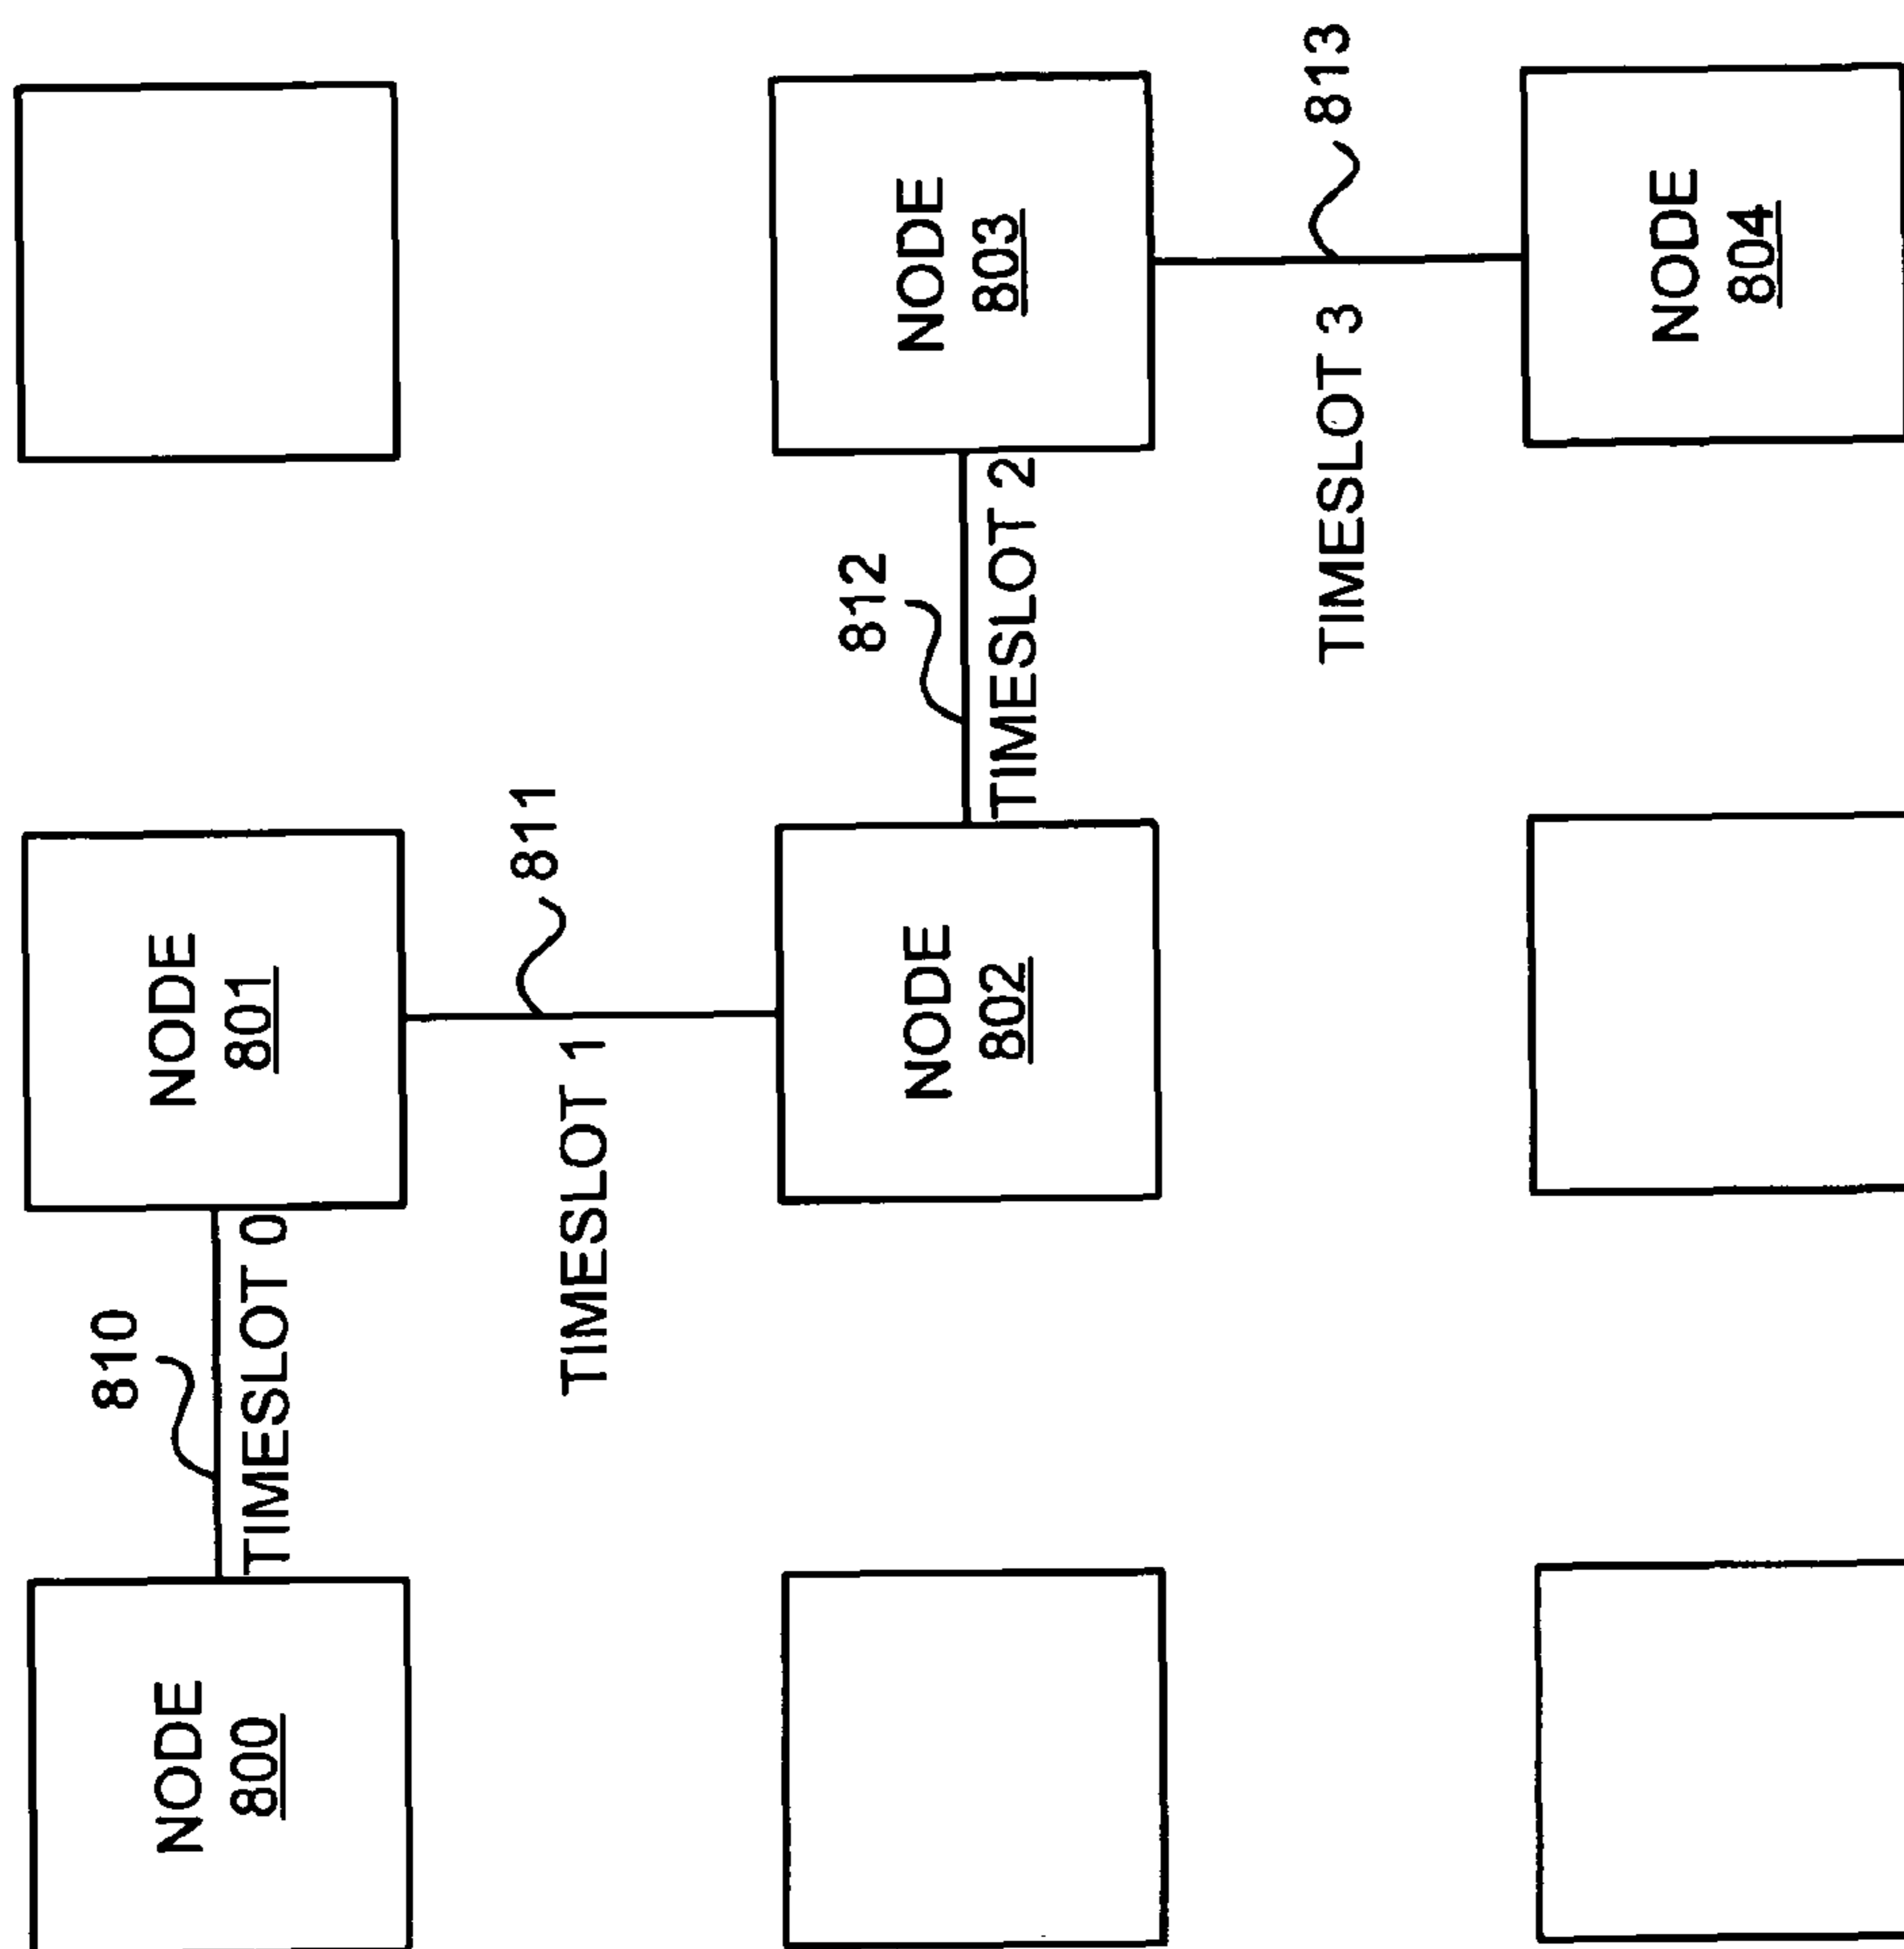 NODE
800
810
TIMESLOT 0
NODE
801
TIMESLOT 1
811
NODE
802
812
TIMESLOT 2
NODE
803
TIMESLOT 3
813
NODE
804